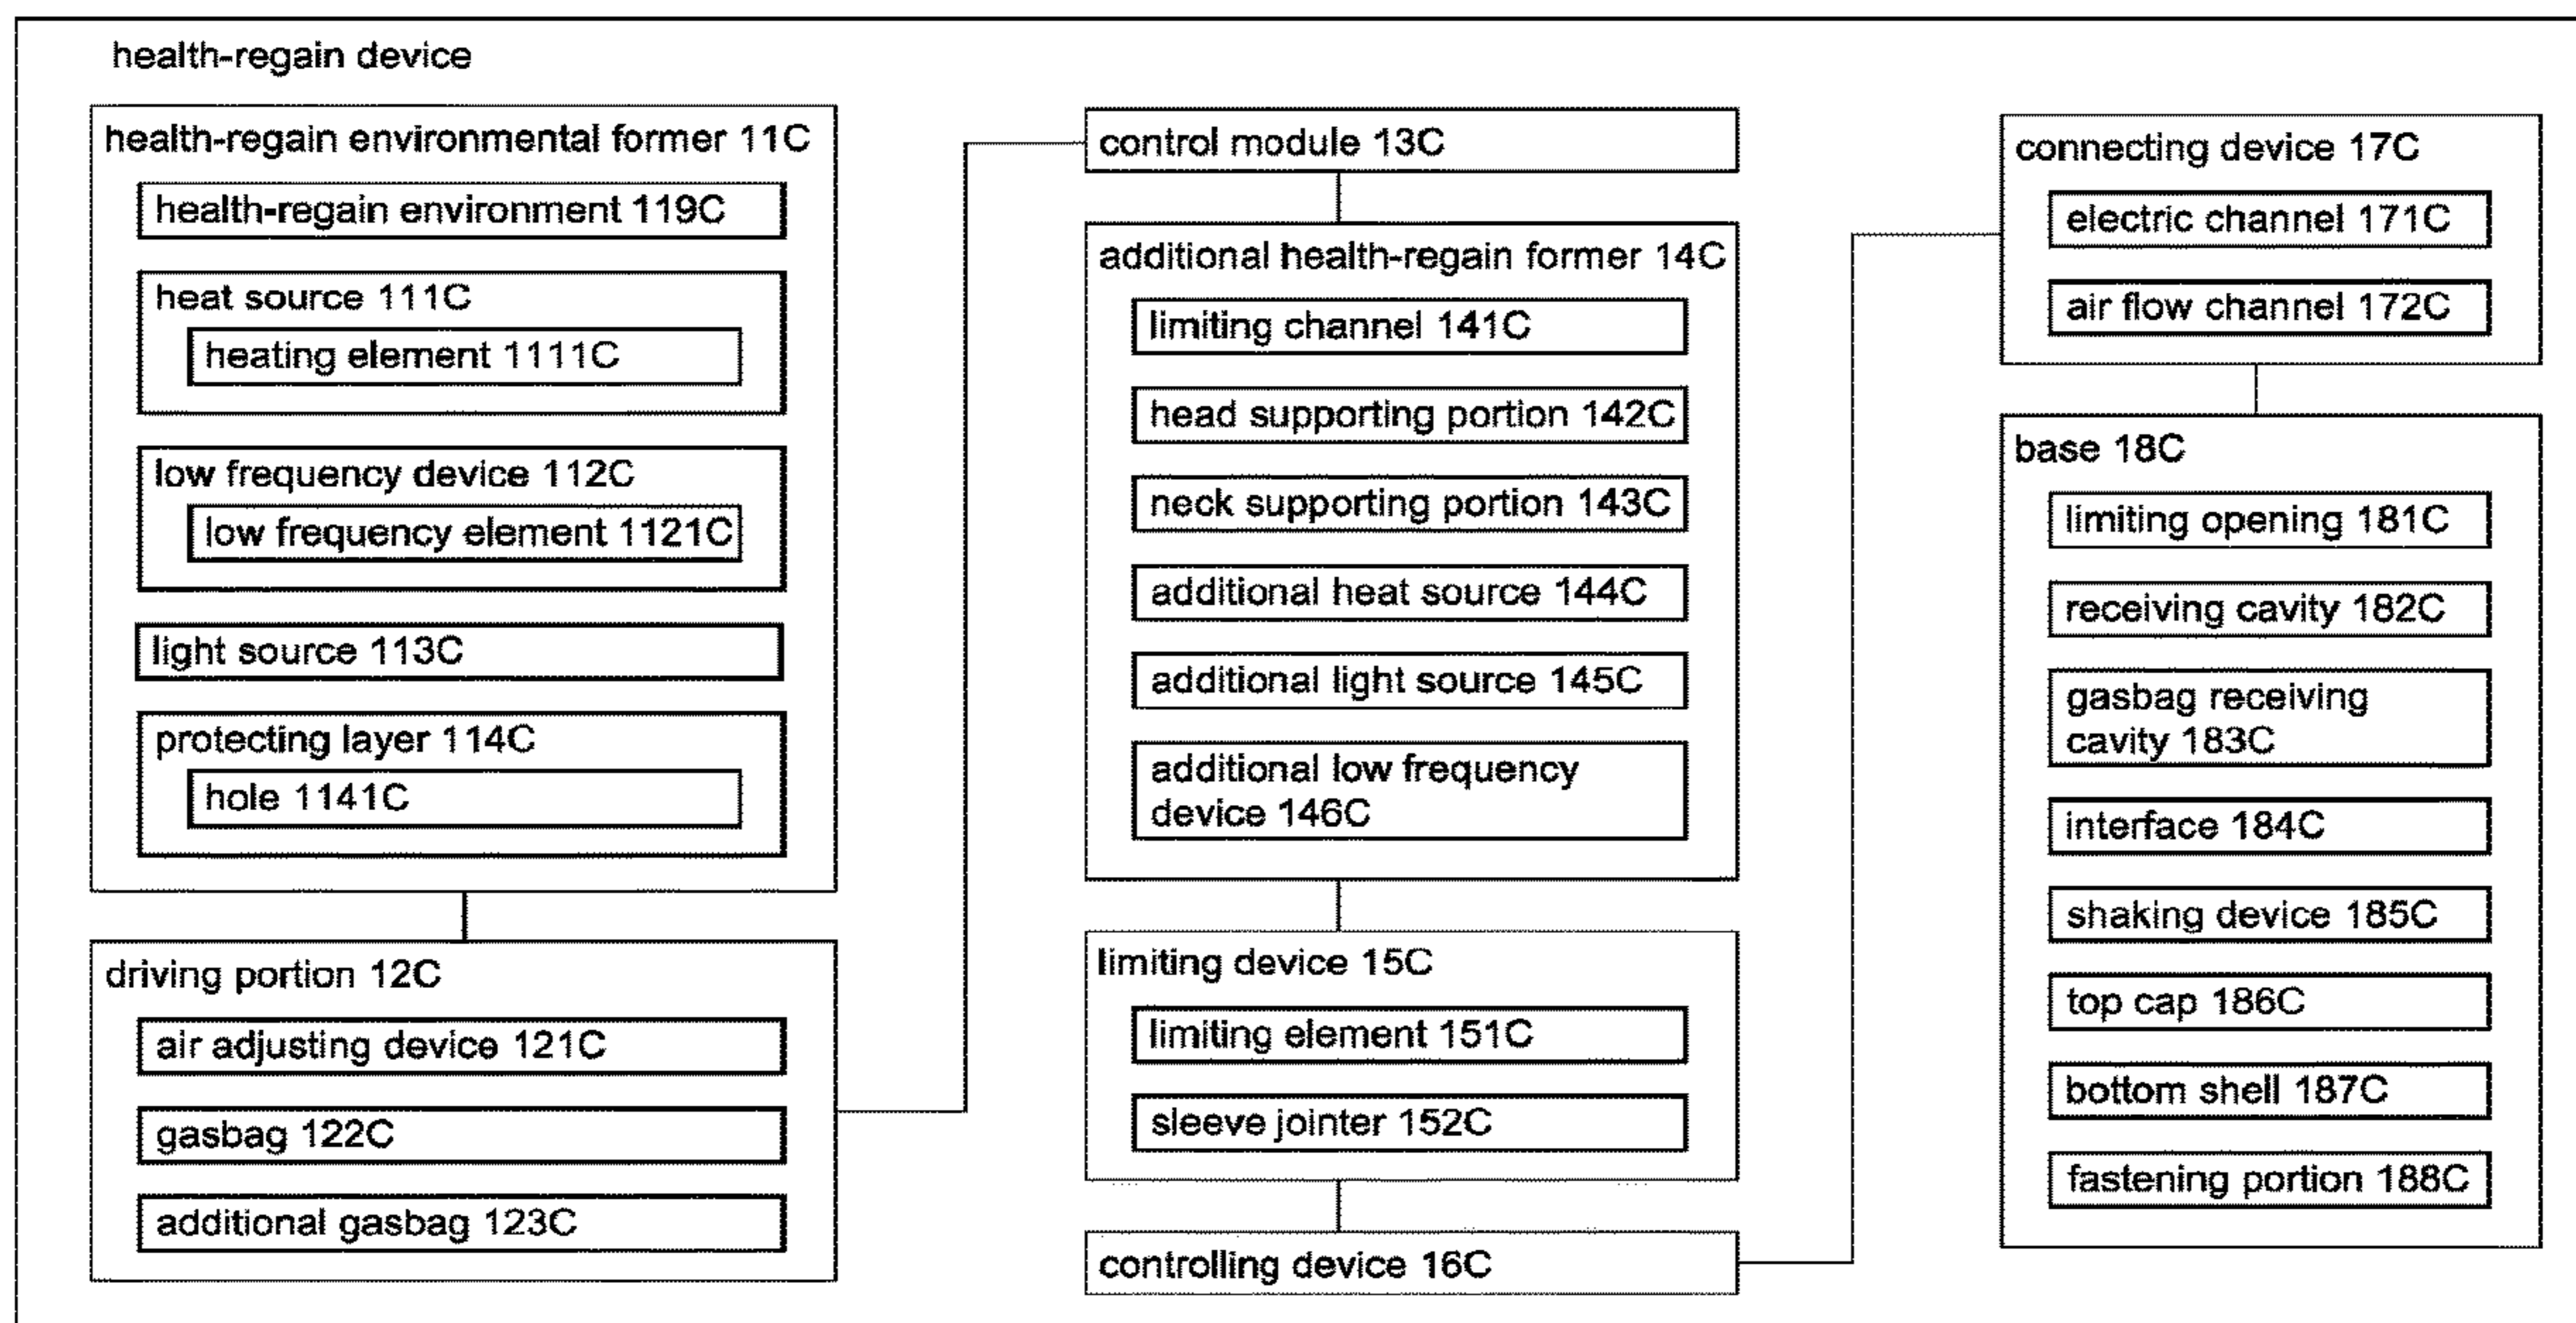 health-regain device
health-regain environmental former 11C
health-regain environment 119C
heat source 111C
heating element 1111C
low frequency device 112C
low frequency element 1121C
light source 113C
protecting layer 114C
hole 1141C
driving portion 12C
air adjusting device 121C
gasbag 122C
additional gasbag 123C
control module 13C
additional health-regain former 14C
limiting channel 141C
head supporting portion 142C
neck supporting portion 143C
additional heat source 144C
additional light source 145C
additional low frequency
device 146C
limiting device 15C
limiting element 151C
sleeve jointer 152C
controlling device 16C
connecting device 17C
electric channel 171C
air flow channel 172C
base 18C
limiting opening 181C
receiving cavity 182C
gasbag receiving
cavity 183C
interface 184C
shaking device 185C
top cap 186C
bottom shell 187C
fastening portion 188C